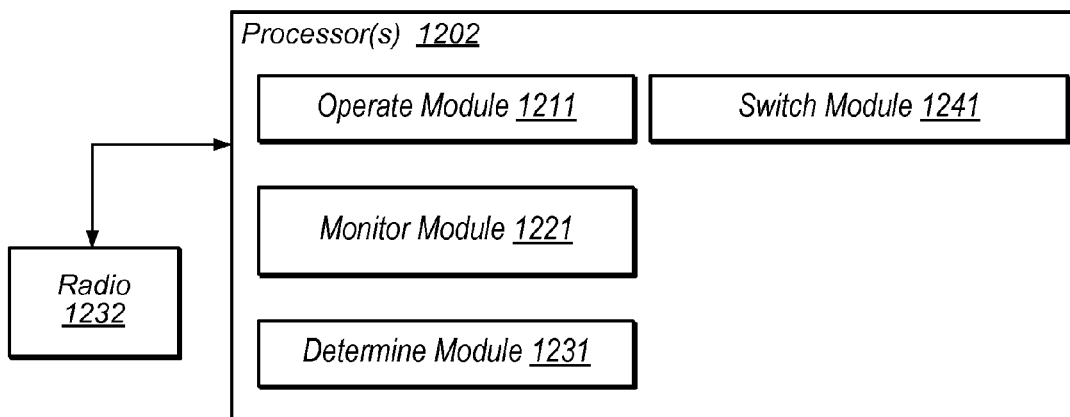 Processor(s) 1202
Operate Module 1211
Switch Module 1241
Monitor Module 1221
Radio
1232
Determine Module 1231